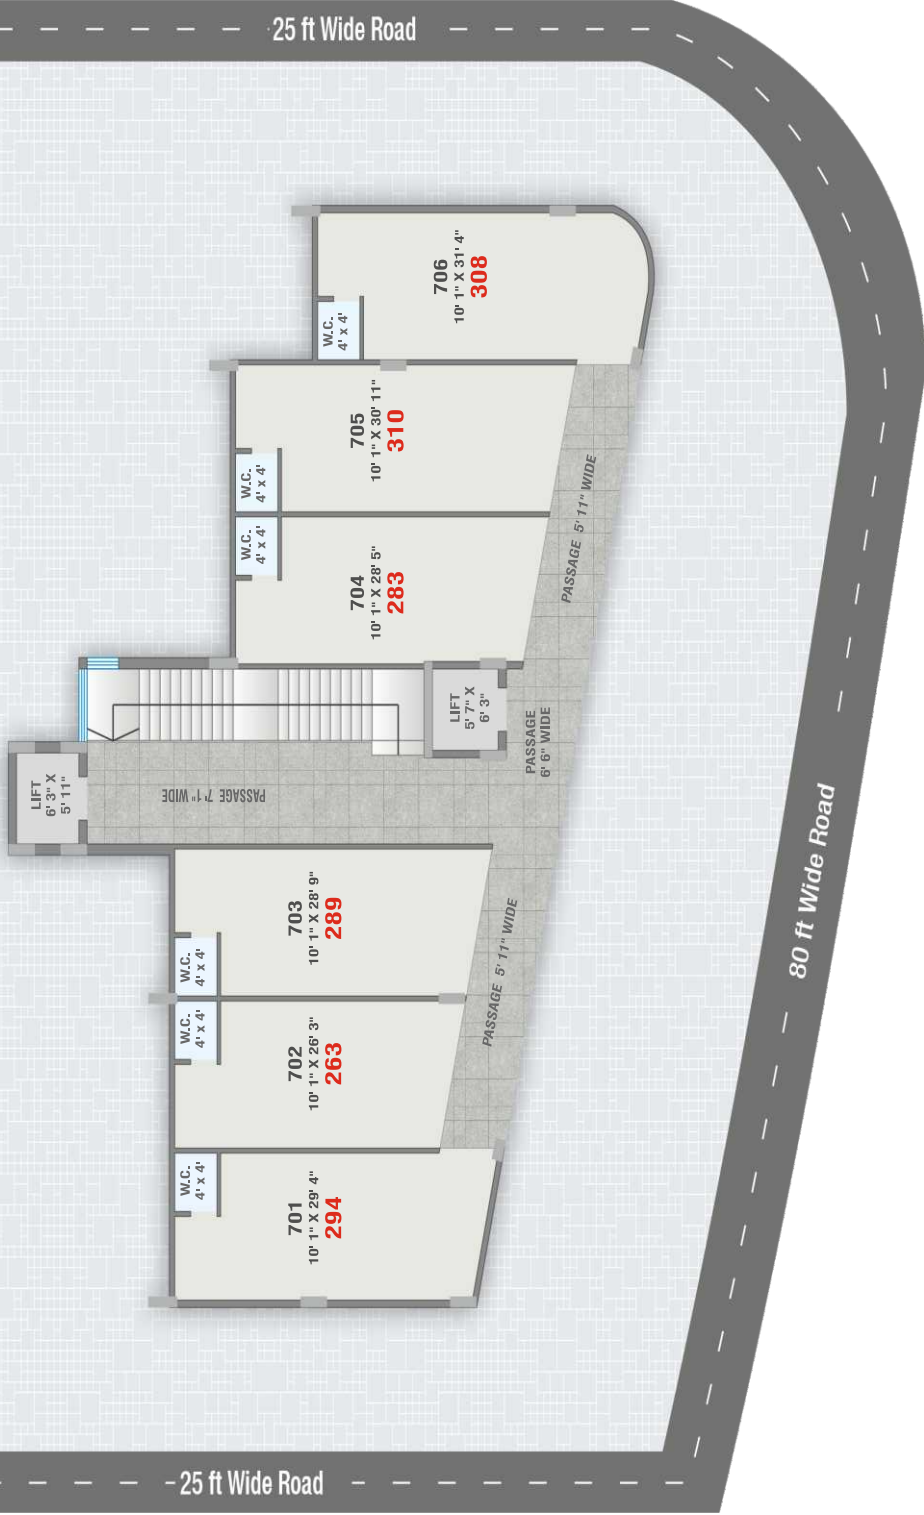 25 ft Wide Road
706
10' 1" X 31' 4"
308
W.C.
4' x 4'
705
10' 1" X 30' 11"
310
W.C.
4' x 4'
W.C.
4' x 4'
704
10' 1" X 28' 5"
283
PASSAGE 5' 11" WIDE
LIFT
5' 7" X
6' 3"
PASSAGE
6' 6" WIDE
LIFT
6' 3" X
5' 11"
PASSAGE 7'1" WIDE
80 ft Wide Road
703
10' 1" X 28' 9"
289
W.C.
4' x 4'
PASSAGE 5' 11" WIDE
W.C.
4' x 4'
702
10' 1" X 26' 3"
263
W.C.
4' x 4'
701
10' 1" X 29' 4"
294
25 ft Wide Road